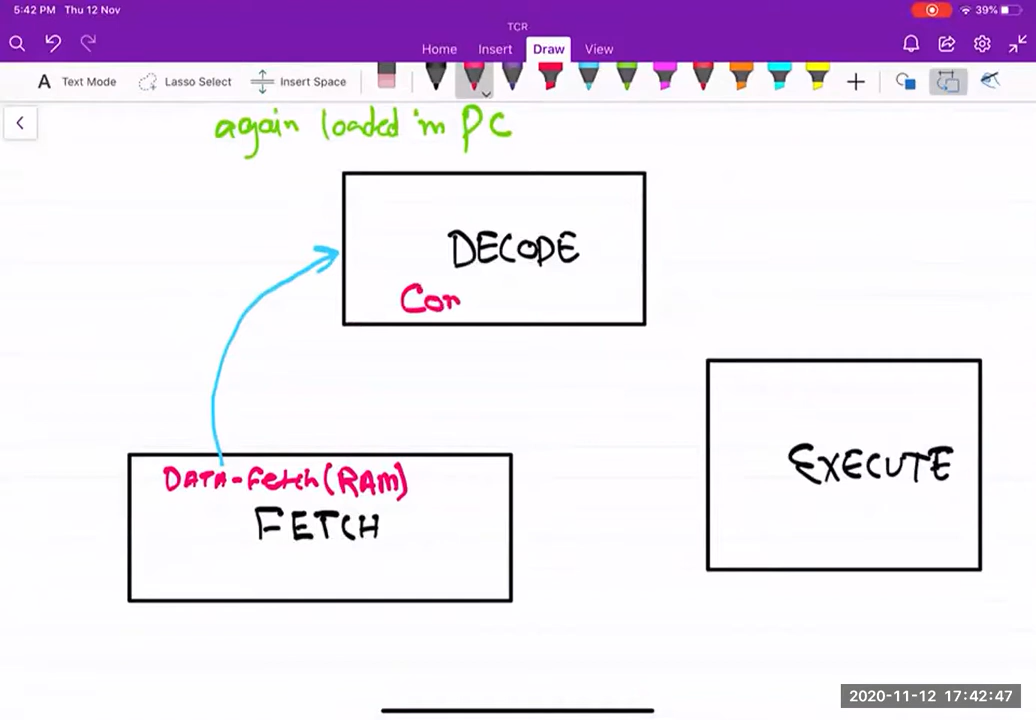 5:42 PM Thu 12 Nov
39%
TCR
Home Insert Draw View
A Text Mode Lasso Select Insert Space
again loaded in PC
DECODE
Con
DATA-Fetch (RAM)
FETCH
EXECUTE
2020-11-12 17:42:47